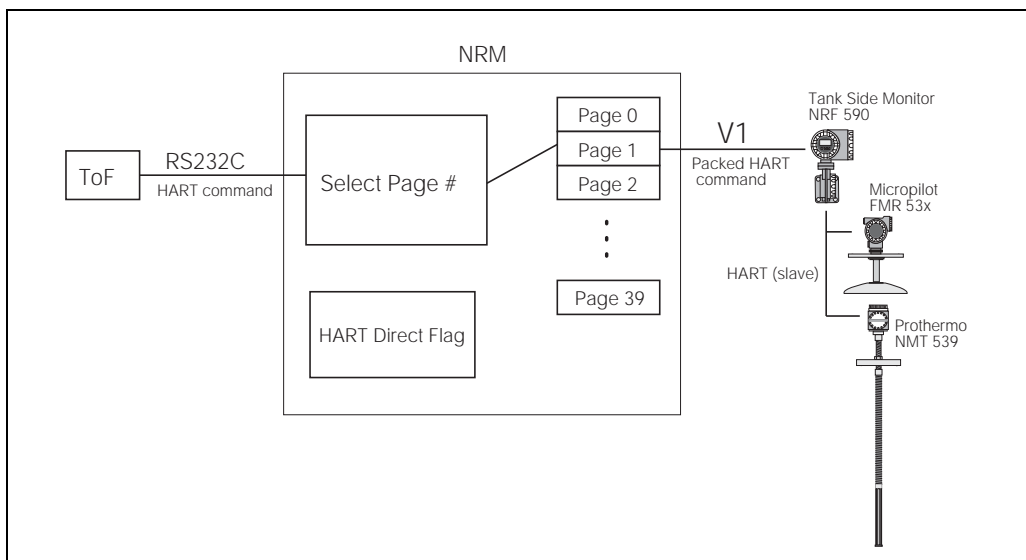 NRM
ToF
RS232C
HART command
Select Page #
HART Direct Flag
Page 0
Page 1
Page 2
Page 39
V1
Packed HART
command
Tank Side Monitor
NRF 590
Micropilot
FMR 53x
HART (slave)
Prothermo
NMT 539